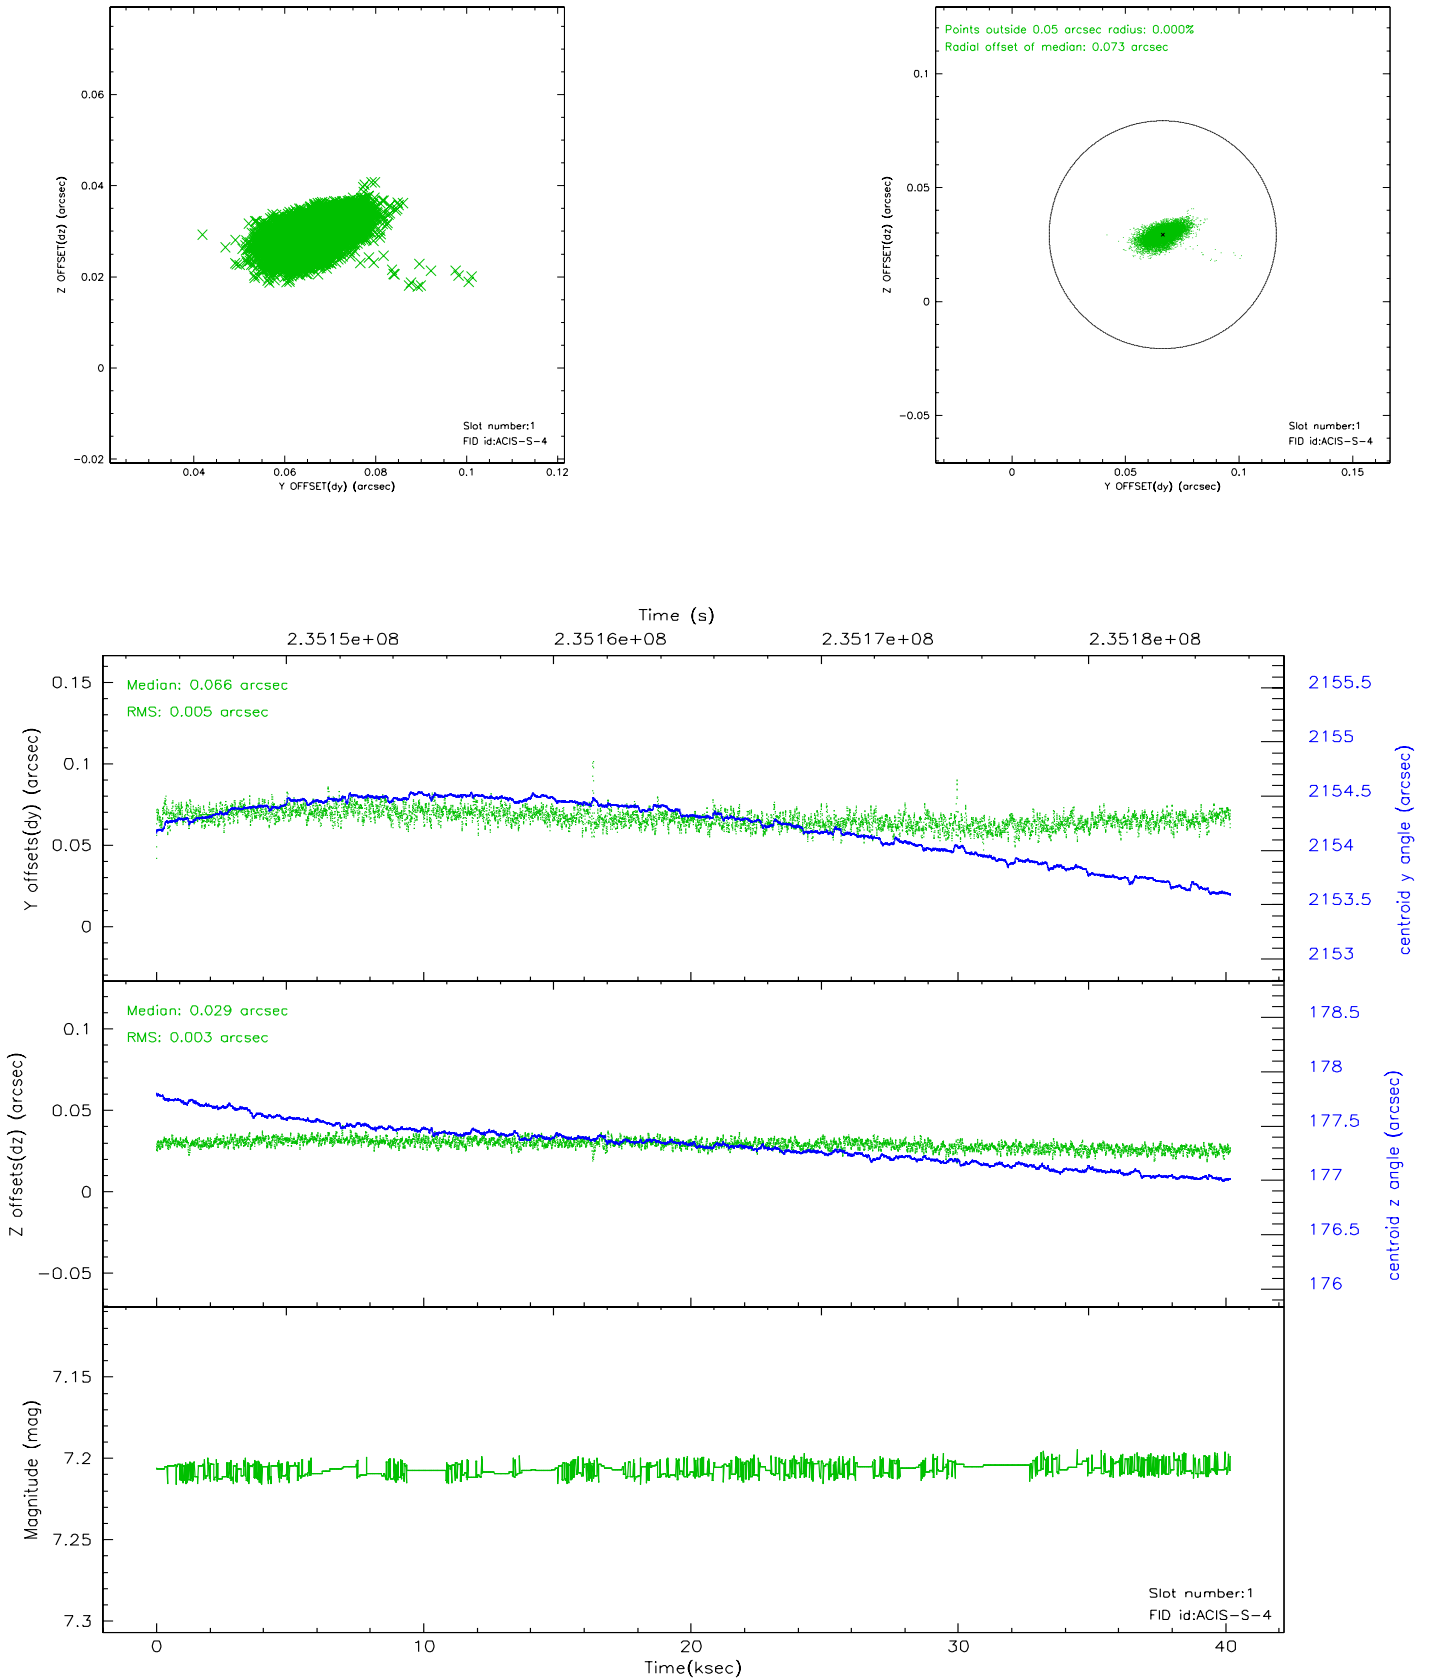 0.06
0.04
0.02
0
-0.02
Z OFFSET(dz) (arcsec)
0.04
0.06
0.08
0.1
0.12
Y OFFSET(dy) (arcsec)
Slot number:1
FID id:ACIS-S-4
Points outside 0.05 arcsec radius: 0.000%
Radial offset of median: 0.073 arcsec
0.1
0.05
0
-0.05
Z OFFSET(dz) (arcsec)
0
0.05
0.1
0.15
Y OFFSET(dy) (arcsec)
Slot number:1
FID id:ACIS-S-4
Time (s)
2.3515e+08
2.3516e+08
2.3517e+08
2.3518e+08
Median: 0.066 arcsec
RMS: 0.005 arcsec
0.15
0.1
0.05
0
Y offsets(dy) (arcsec)
2155.5
2155
2154.5
2154
2153.5
2153
centroid y angle (arcsec)
Median: 0.029 arcsec
RMS: 0.003 arcsec
0.1
0.05
0
-0.05
Z offsets(dz) (arcsec)
178.5
178
177.5
177
176.5
176
centroid z angle (arcsec)
7.15
7.2
7.25
7.3
Magnitude (mag)
Slot number:1
FID id:ACIS-S-4
0
10
20
30
40
Time(ksec)